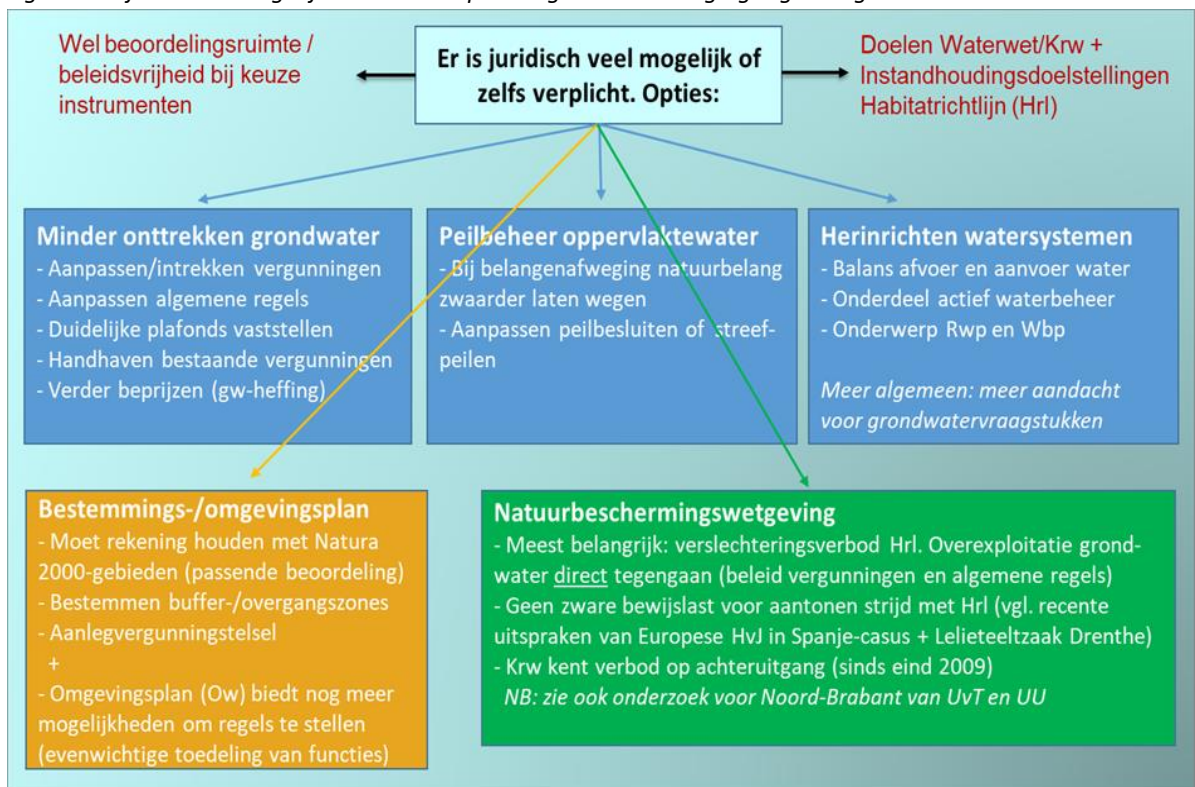 Wel beoordelingsruimte /
beleidsvrijheid bij keuze
instrumenten
Er is juridisch veel mogelijk of
zelfs verplicht. Opties:
Doelen Waterwet/Krw +
Instandhoudingsdoelstellingen
Habitatrichtlijn (Hrl)
Minder onttrekken grondwater
- Aanpassen/intrekken vergunningen
- Aanpassen algemene regels
- Duidelijke plafonds vaststellen
- Handhaven bestaande vergunningen
- Verder beprijzen (gw-heffing)
Peilbeheer oppervlaktewater
- Bij belangenafweging natuurbelang
zwaarder laten wegen
- Aanpassen peilbesluiten of streef-
peilen
Herinrichten watersystemen
- Balans afvoer en aanvoer water
- Onderdeel actief waterbeheer
- Onderwerp Rwp en Wbp
Meer algemeen: meer aandacht
voor grondwatervraagstukken
Bestemmings-/omgevingsplan
- Moet rekening houden met Natura
2000-gebieden (passende beoordeling)
- Bestemmen buffer-/overgangszones
- Aanlegvergunningstelsel
+
- Omgevingsplan (Ow) biedt nog meer
mogelijkheden om regels te stellen
(evenwichtige toedeling van functies)
Natuurbeschermingswetgeving
- Meest belangrijk: verslechteringsverbod Hrl. Overexploitatie grond-
water direct tegengaan (beleid vergunningen en algemene regels)
- Geen zware bewijslast voor aantonen strijd met Hrl (vgl. recente
uitspraken van Europese HvJ in Spanje-casus + Lelieteeltzaak Drenthe)
- Krw kent verbod op achteruitgang (sinds eind 2009)
NB: zie ook onderzoek voor Noord-Brabant van UvT en UU